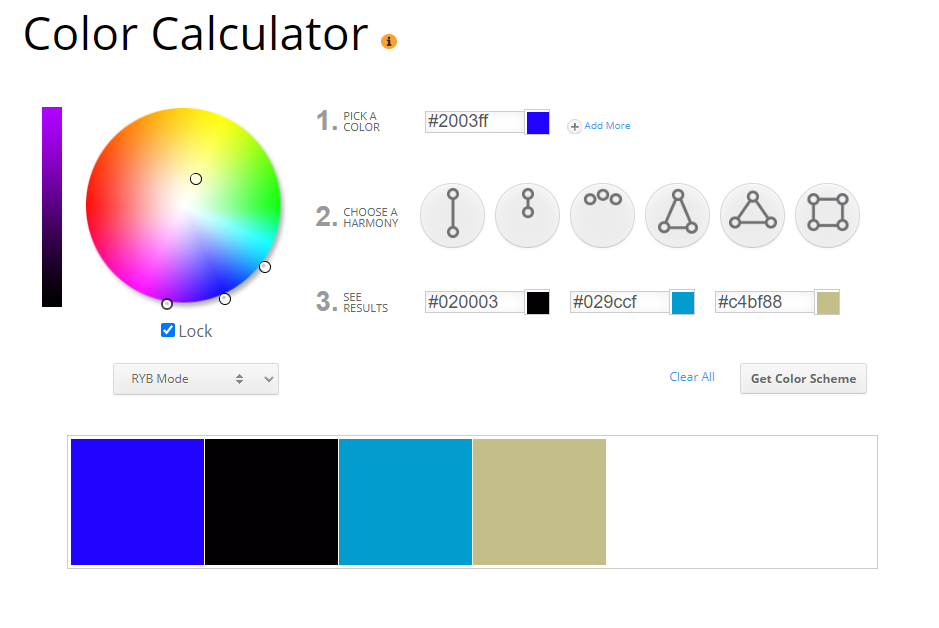 Color Calculator
1. PICK A
COLOR
#2003ff
Add More
2. CHOOSE A
HARMONY
3. SEE
RESULTS
#020003
#029ccf
#c4bf88
Lock
RYB Mode
Clear All
Get Color Scheme